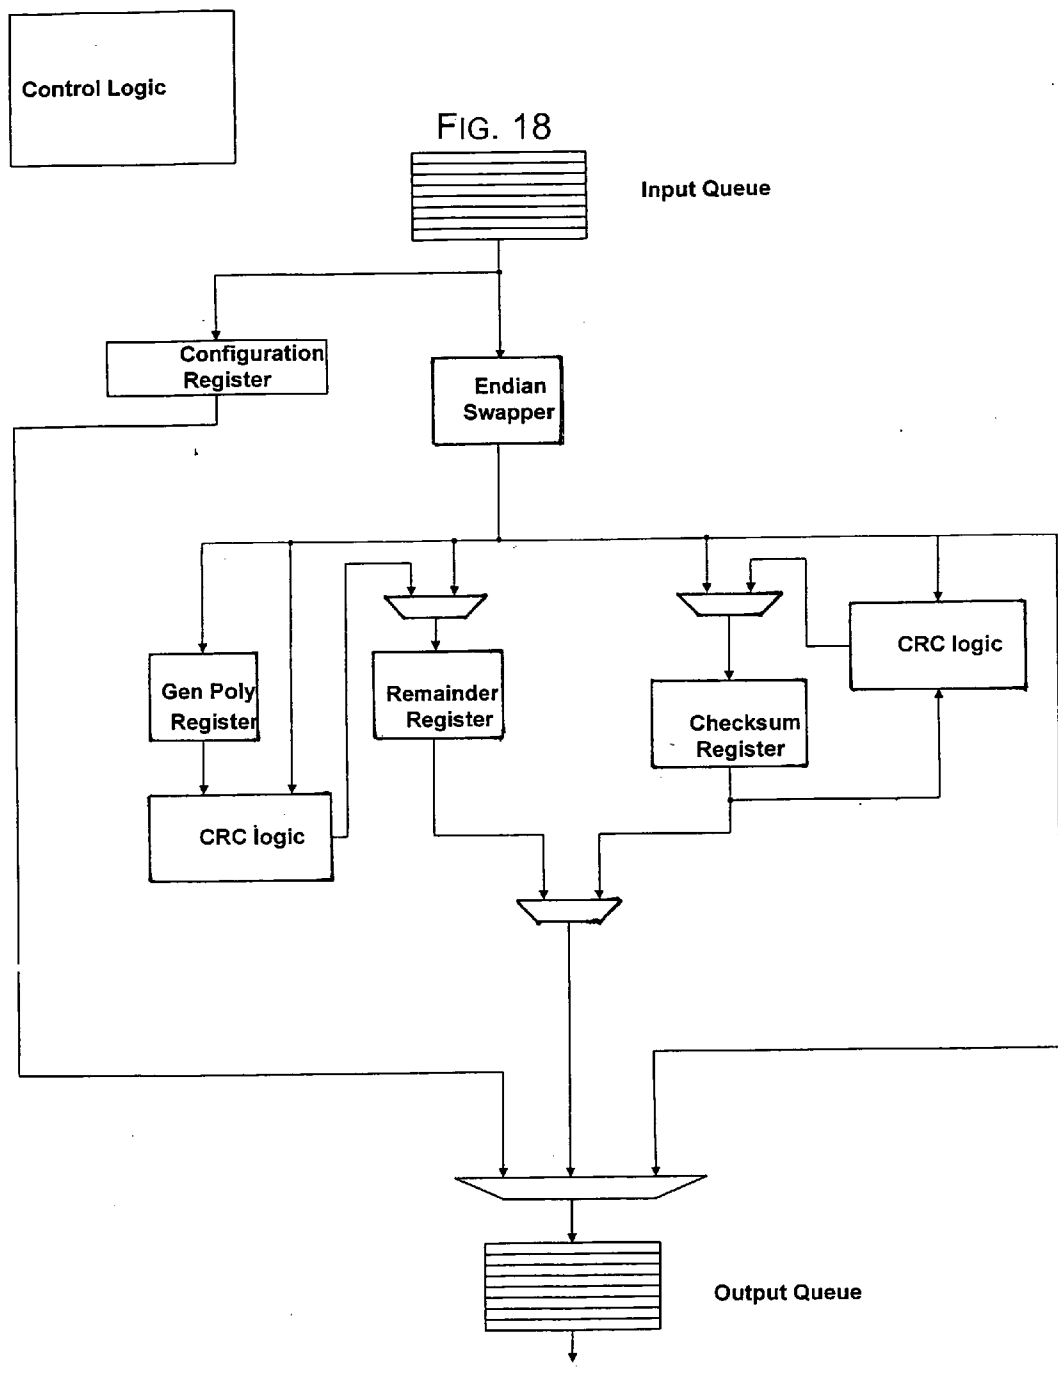 Control Logic
FIG. 18
Input Queue
Configuration
Register
Endian
Swapper
Gen Poly
Register
Remainder
Register
Checksum
Register
CRC logic
CRC logic
Output Queue